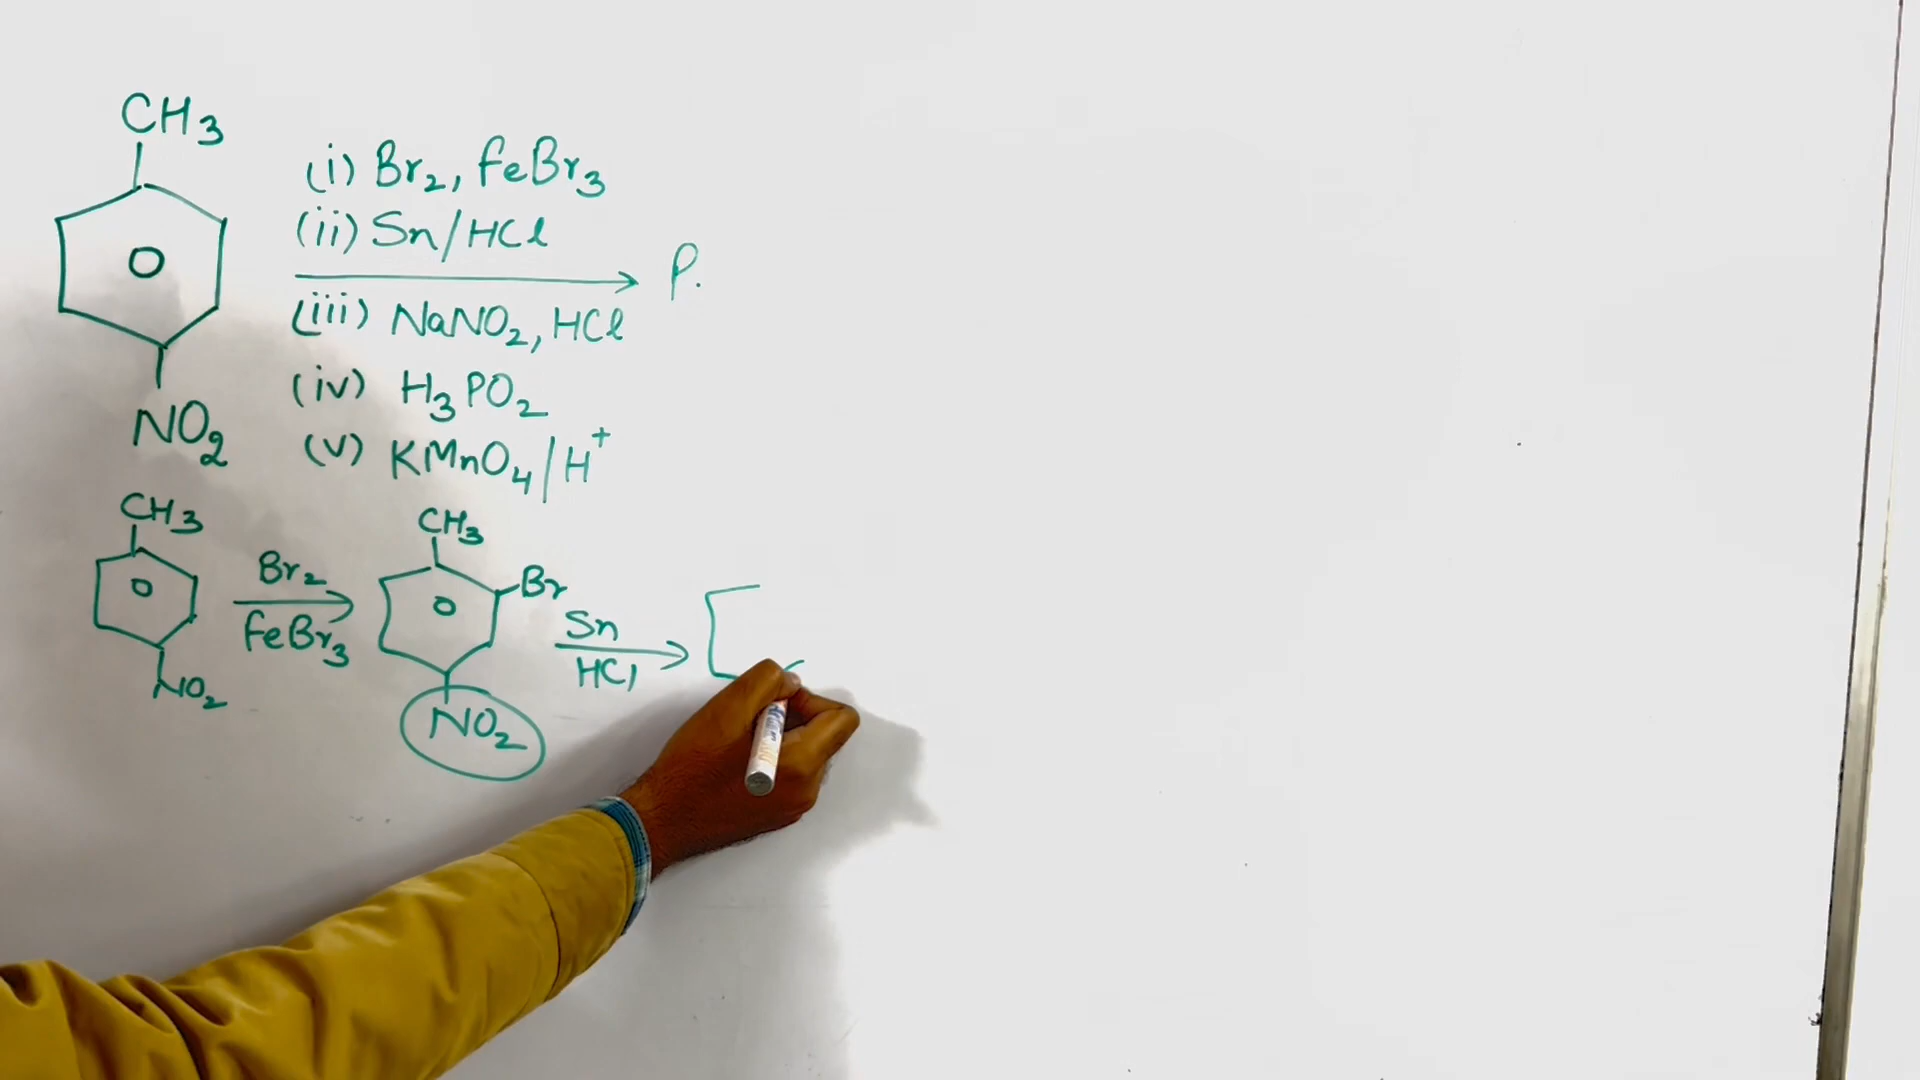 CH3
(i) Br2, FeBr3
(ii) Sn/HCl
P.
(iii) NaNO2, HCl
(iv) H3PO2
NO2
(v) KMnO4/H+
CH3
CH3
Br2
Br
FeBr3
Sn
HCl
NO2
NO2